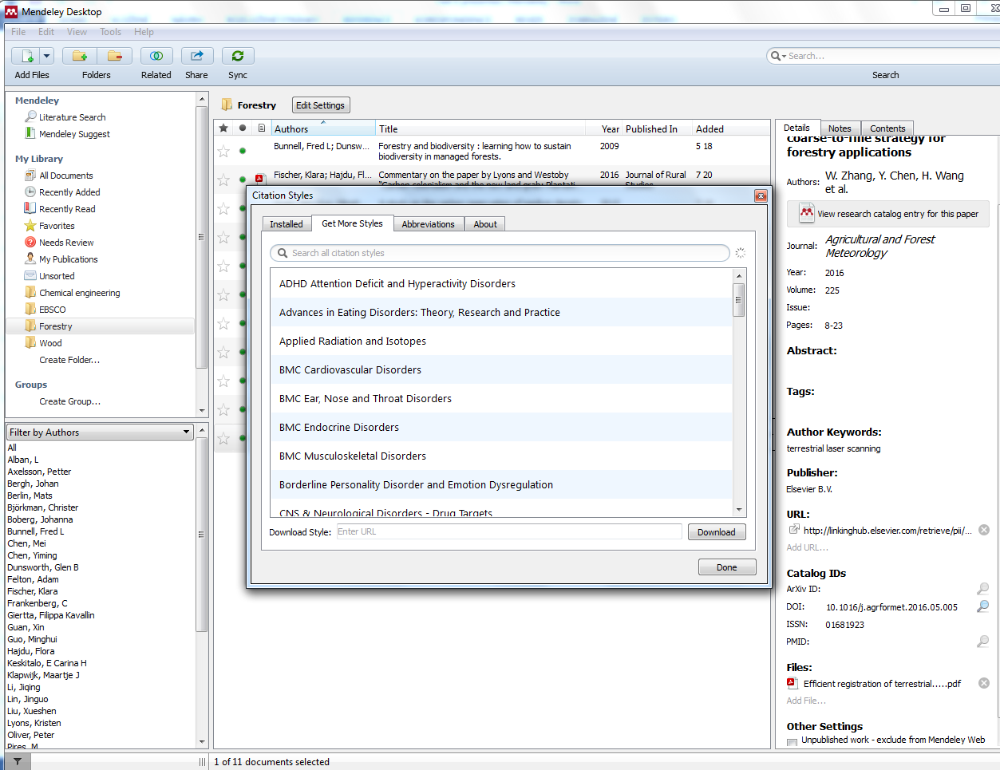 Mendeley Desktop
File Edit View Tools Help
Search...
Add Files Folders Related Share Sync Search
Mendeley
Literature Search
Mendeley Suggest
My Library
All Documents
Recently Added
Recently Read
Favorites
Needs Review
My Publications
Unsorted
Chemical engineering
EBSCO
Forestry
Wood
Create Folder...
Groups
Create Group...
Filter by Authors
All
Alban, L
Axelsson, Petter
Bergh, Johan
Berlin, Mats
Björkman, Christer
Boberg, Johanna
Bunnell, Fred L
Chen, Mei
Chen, Yiming
Dunsworth, Glen B
Felton, Adam
Fischer, Klara
Frankenberg, C
Giertta, Filippa Kavallin
Guan, Xin
Guo, Minghui
Hajdu, Flora
Keskitalo, E Carina H
Klapwijk, Maartje J
Li, Jiqing
Lin, Jinguo
Liu, Xueshen
Lyons, Kristen
Oliver, Peter
Pires, M
Forestry Edit Settings
Authors Title Year Published In Added
Bunnell, Fred L; Dunsw... Forestry and biodiversity : learning how to sustain 2009 5 18
biodiversity in managed forests.
Fischer, Klara; Hajdu, Fl... Commentary on the paper by Lyons and Westoby 2016 Journal of Rural 7 20
"Carbon colonialism and the new land grab: Plantati Studies
Citation Styles
Installed Get More Styles Abbreviations About
Search all citation styles
ADHD Attention Deficit and Hyperactivity Disorders
Advances in Eating Disorders: Theory, Research and Practice
Applied Radiation and Isotopes
BMC Cardiovascular Disorders
BMC Ear, Nose and Throat Disorders
BMC Endocrine Disorders
BMC Musculoskeletal Disorders
Borderline Personality Disorder and Emotion Dysregulation
CNS & Neurological Disorders - Drug Targets
Download Style: Enter URL Download
Done
1 of 11 documents selected
Details Notes Contents
coarse-to-fine strategy for
forestry applications
Authors: W. Zhang, Y. Chen, H. Wang
et al.
View research catalog entry for this paper
Journal: Agricultural and Forest
Meteorology
Year: 2016
Volume: 225
Issue:
Pages: 8-23
Abstract:
Tags:
Author Keywords:
terrestrial laser scanning
Publisher:
Elsevier B.V.
URL:
http://linkinghub.elsevier.com/retrieve/pii/...
Add URL...
Catalog IDs
ArXiv ID:
DOI: 10.1016/j.agrformet.2016.05.005
ISSN: 01681923
PMID:
Files:
Efficient registration of terrestrial.....pdf
Add File...
Other Settings
Unpublished work - exclude from Mendeley Web